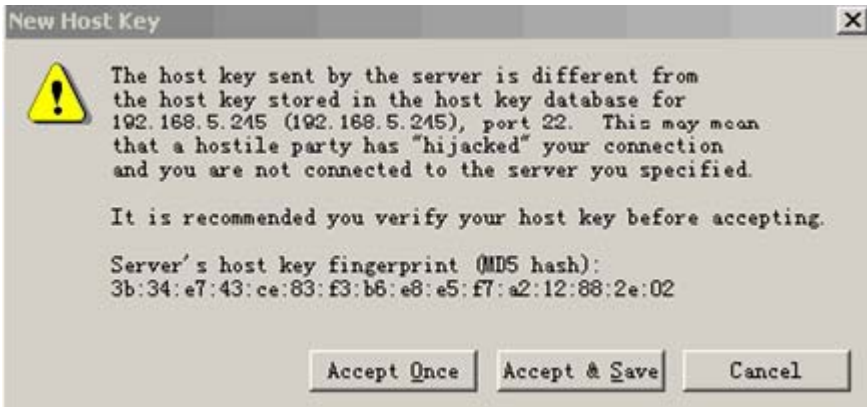 New Host Key
The host key sent by the server is different from
the host key stored in the host key database for
192.168.5.245 (192.168.5.245), port 22. This may mean
that a hostile party has "hijacked" your connection
and you are not connected to the server you specified.
It is recommended you verify your host key before accepting.
Server's host key fingerprint (MD5 hash):
3b:34:e7:43:ce:83:f3:b6:e8:e5:f7:a2:12:88:2e:02
Accept Once Accept & Save Cancel